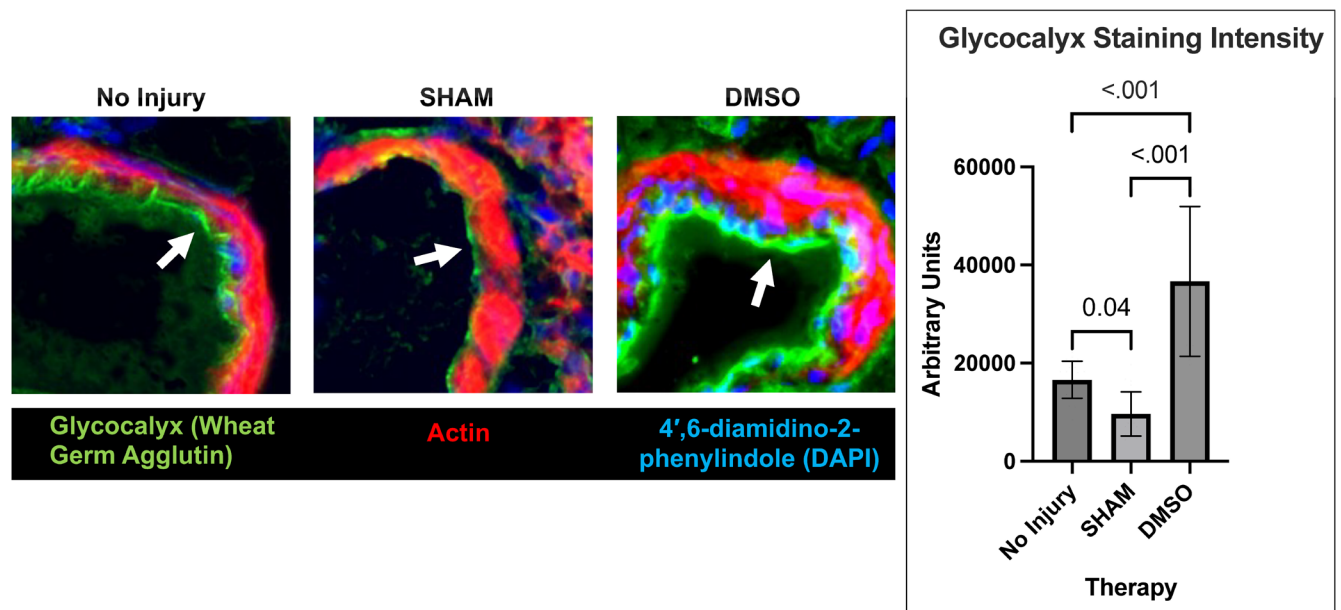 No Injury
SHAM
DMSO
Glycocalyx (Wheat
Germ Agglutin)
Actin
4′,6-diamidino-2-
phenylindole (DAPI)
Glycocalyx Staining Intensity
<.001
<.001
0.04
60000
40000
20000
0
Arbitrary Units
No Injury
SHAM
DMSO
Therapy